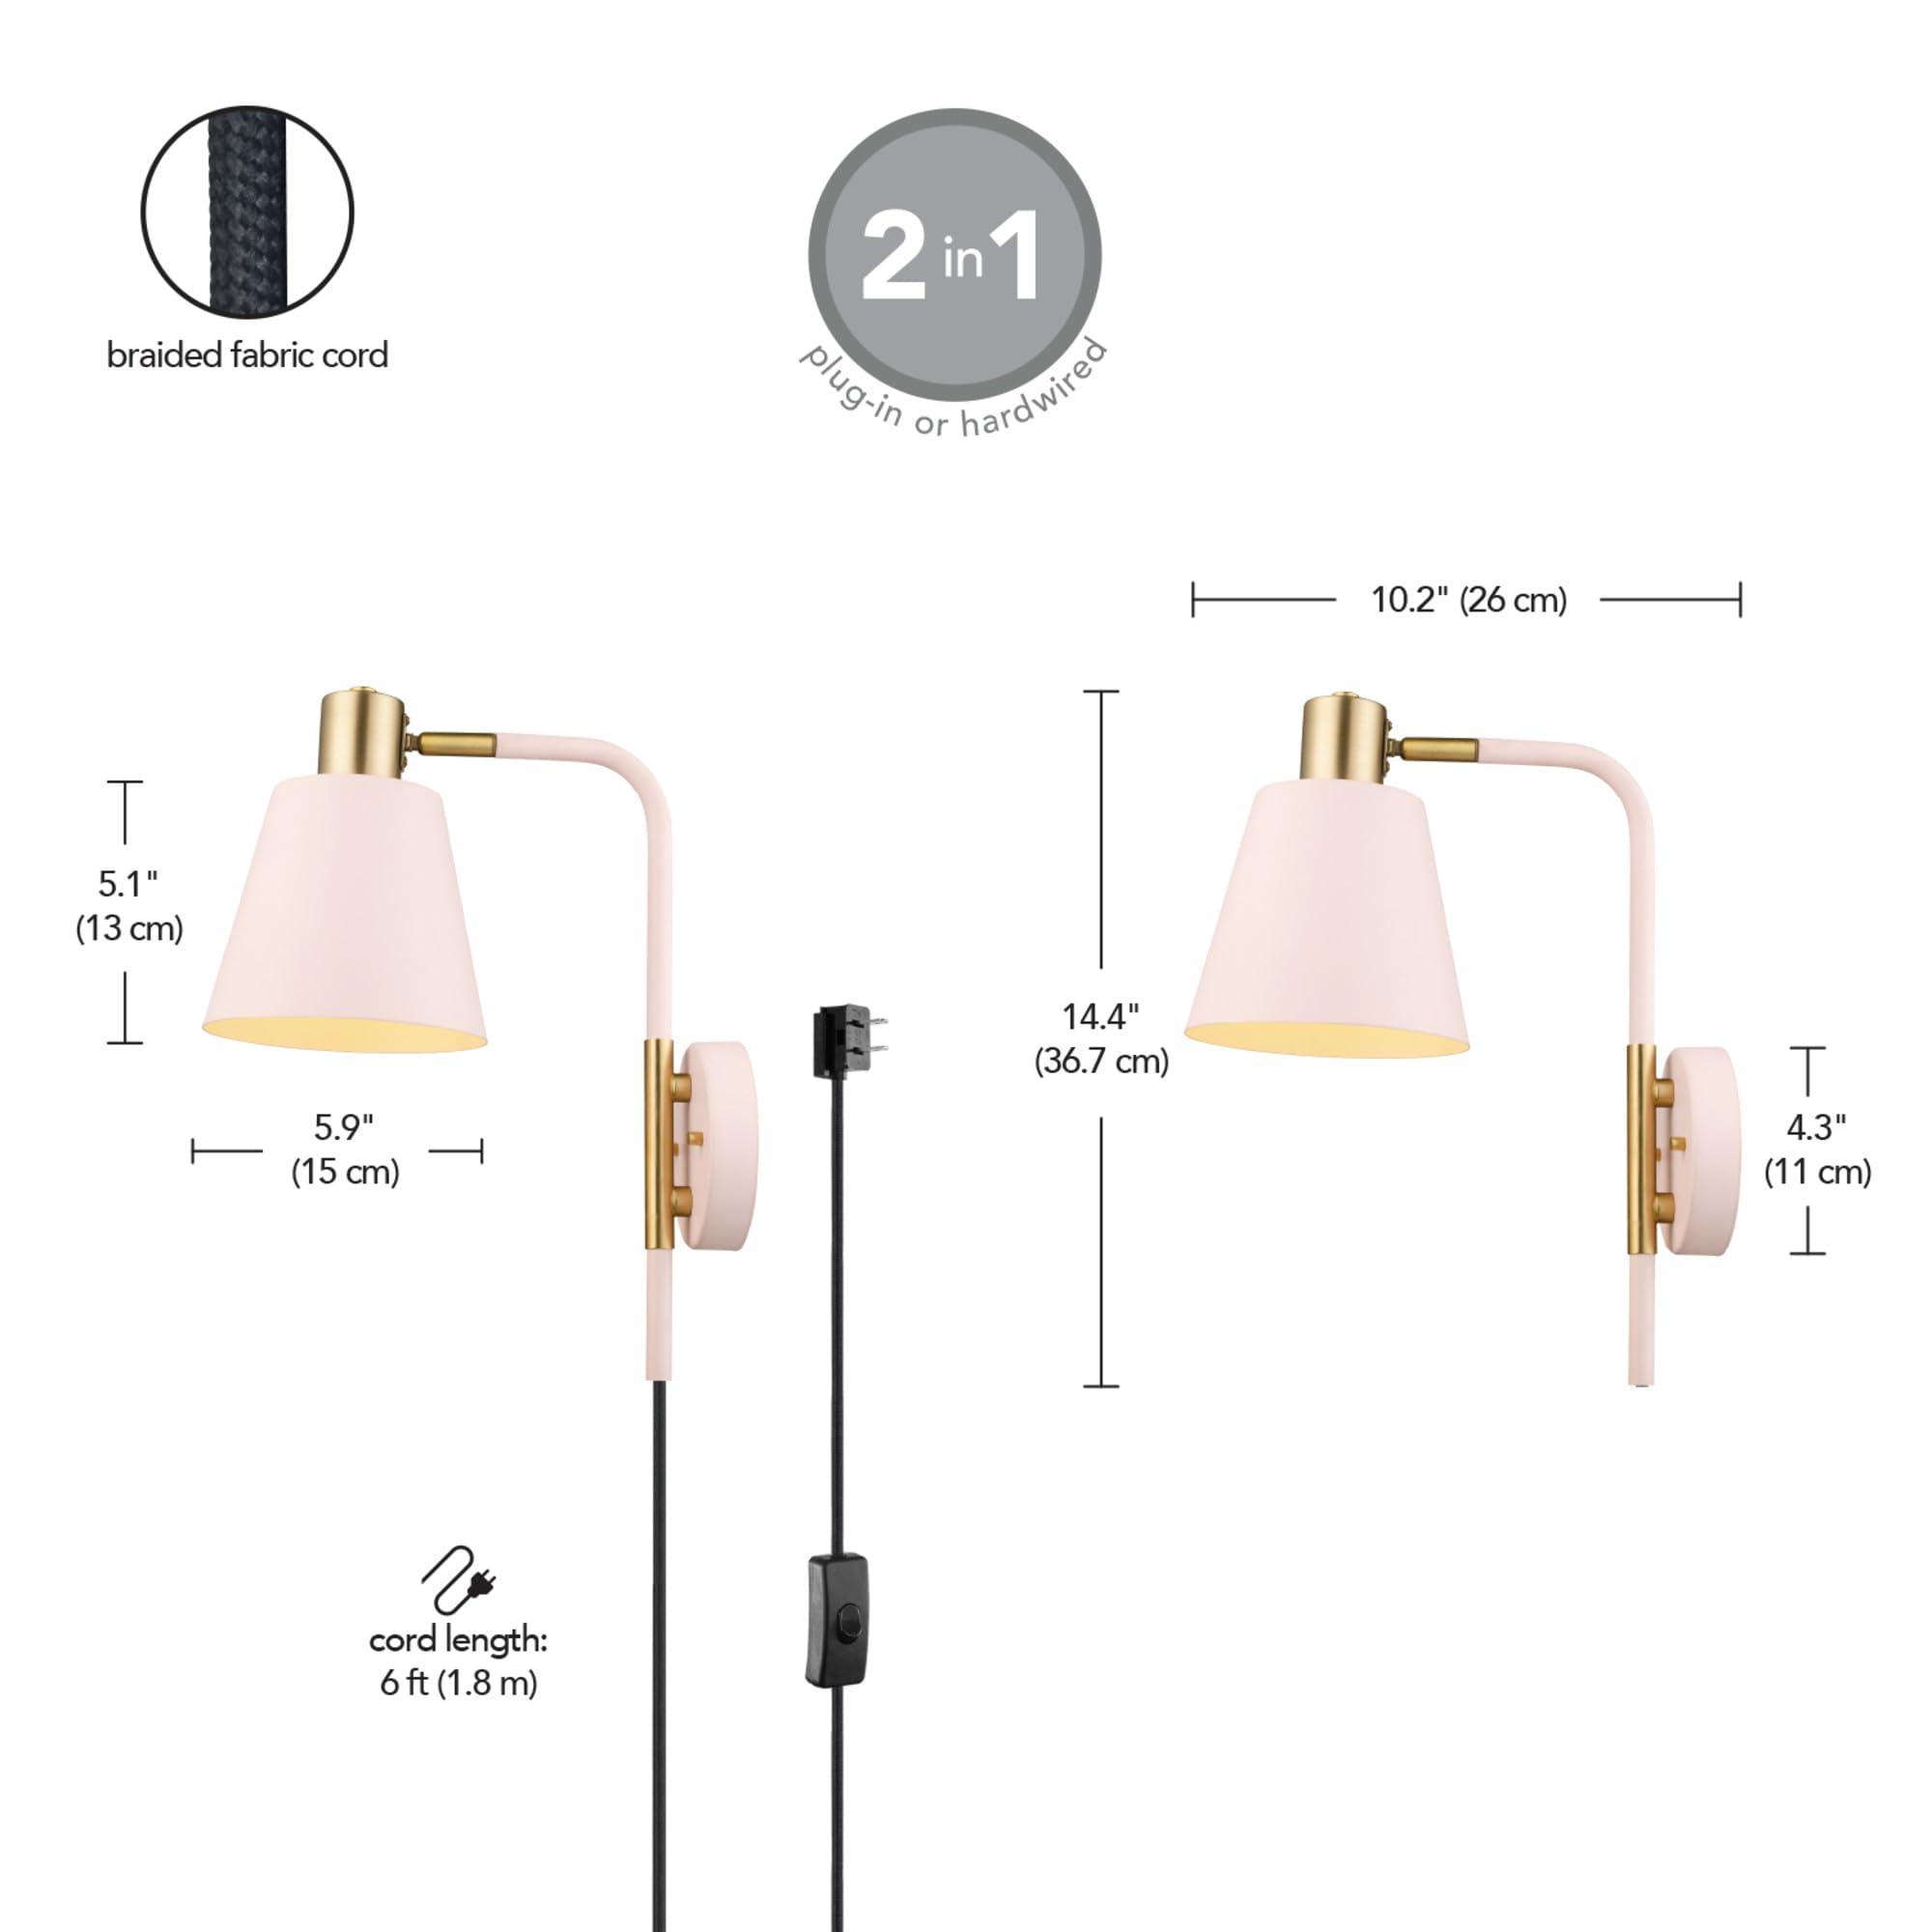 braided fabric cord
2 in 1
plug-in or hardwired
10.2" (26 cm)
5.1"
(13 cm)
5.9"
(15 cm)
14.4"
(36.7 cm)
4.3"
(11 cm)
cord length:
6 ft (1.8 m)